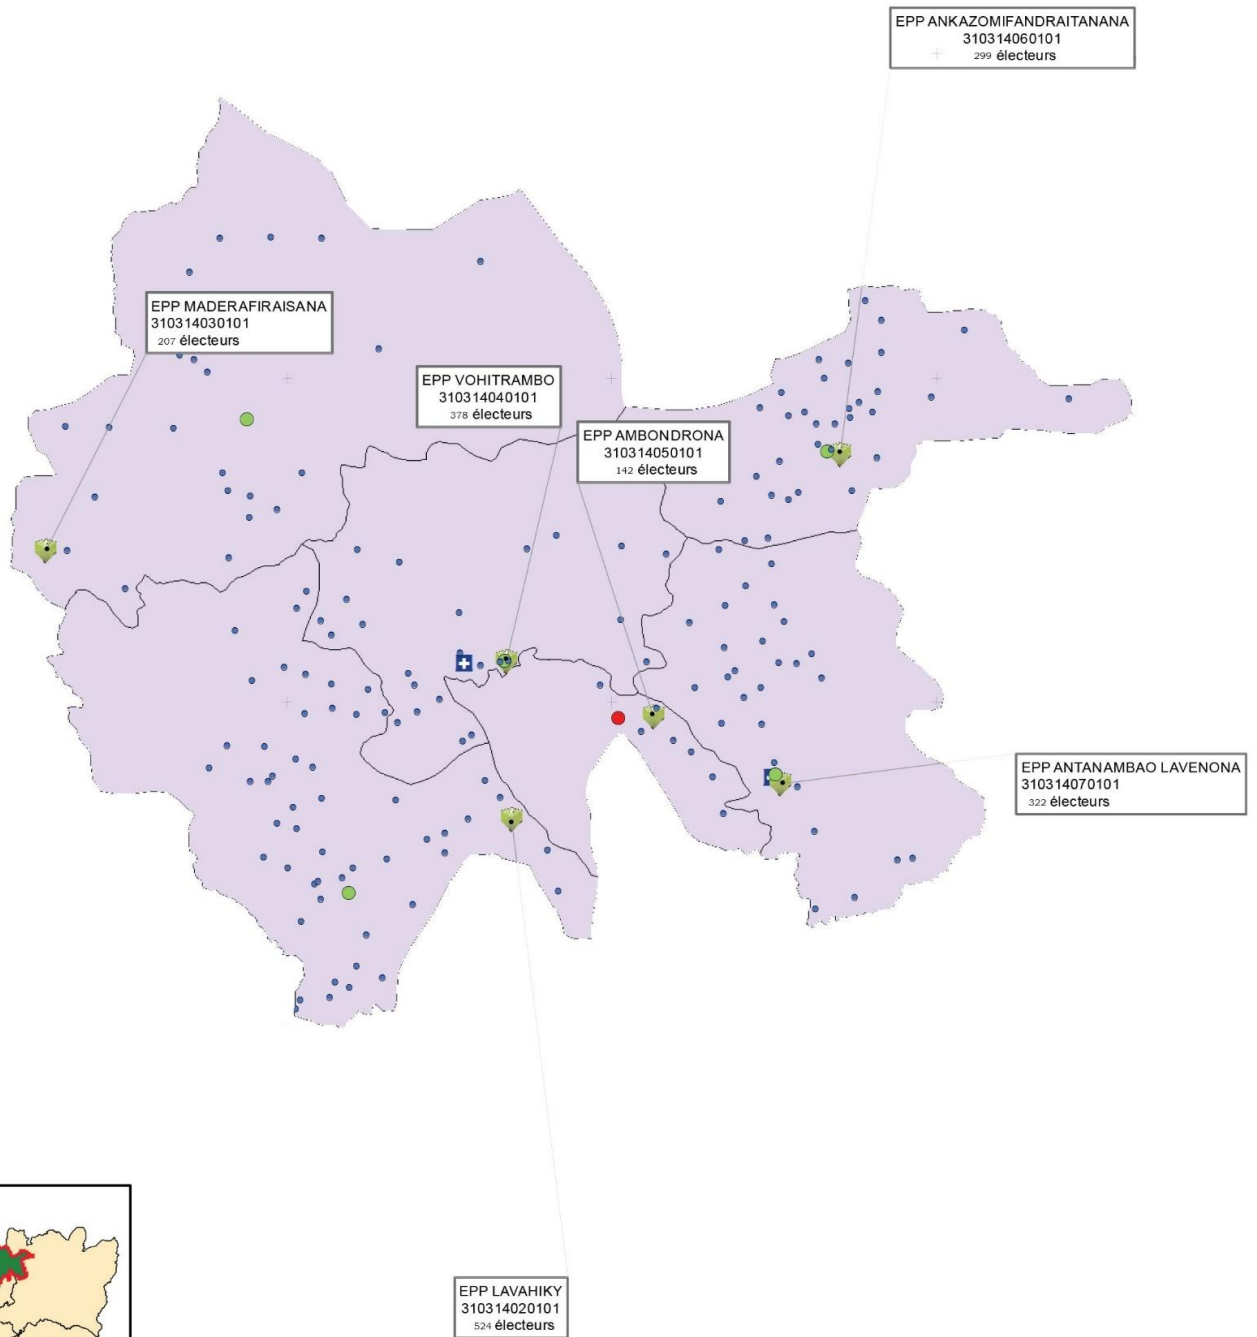 EPP ANKAZOMIFANDRAITANANA
310314060101
299 électeurs
EPP MADERAFIRAISANA
310314030101
207 électeurs
EPP VOHITRAMBO
310314040101
378 électeurs
EPP AMBONDRONA
310314050101
142 électeurs
EPP ANTANAMBAO LAVENONA
310314070101
322 électeurs
EPP LAVAHIKY
310314020101
524 électeurs